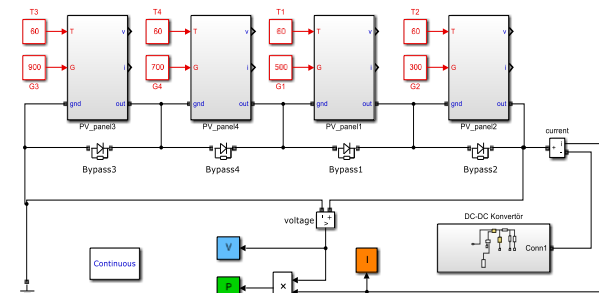 T3 T4 T1 T2
60 T v 60 T v 60 T v 60 T v
900 G i 700 G i 500 G i 300 G i
G3 G4 G1 G2
gnd out gnd out gnd out gnd out
PV_panel3 PV_panel4 PV_panel1 PV_panel2
current
+ i
-
Bypass3 Bypass4 Bypass1 Bypass2
voltage
DC-DC Konvertör
V
Conn1
Continuous
I
P
×